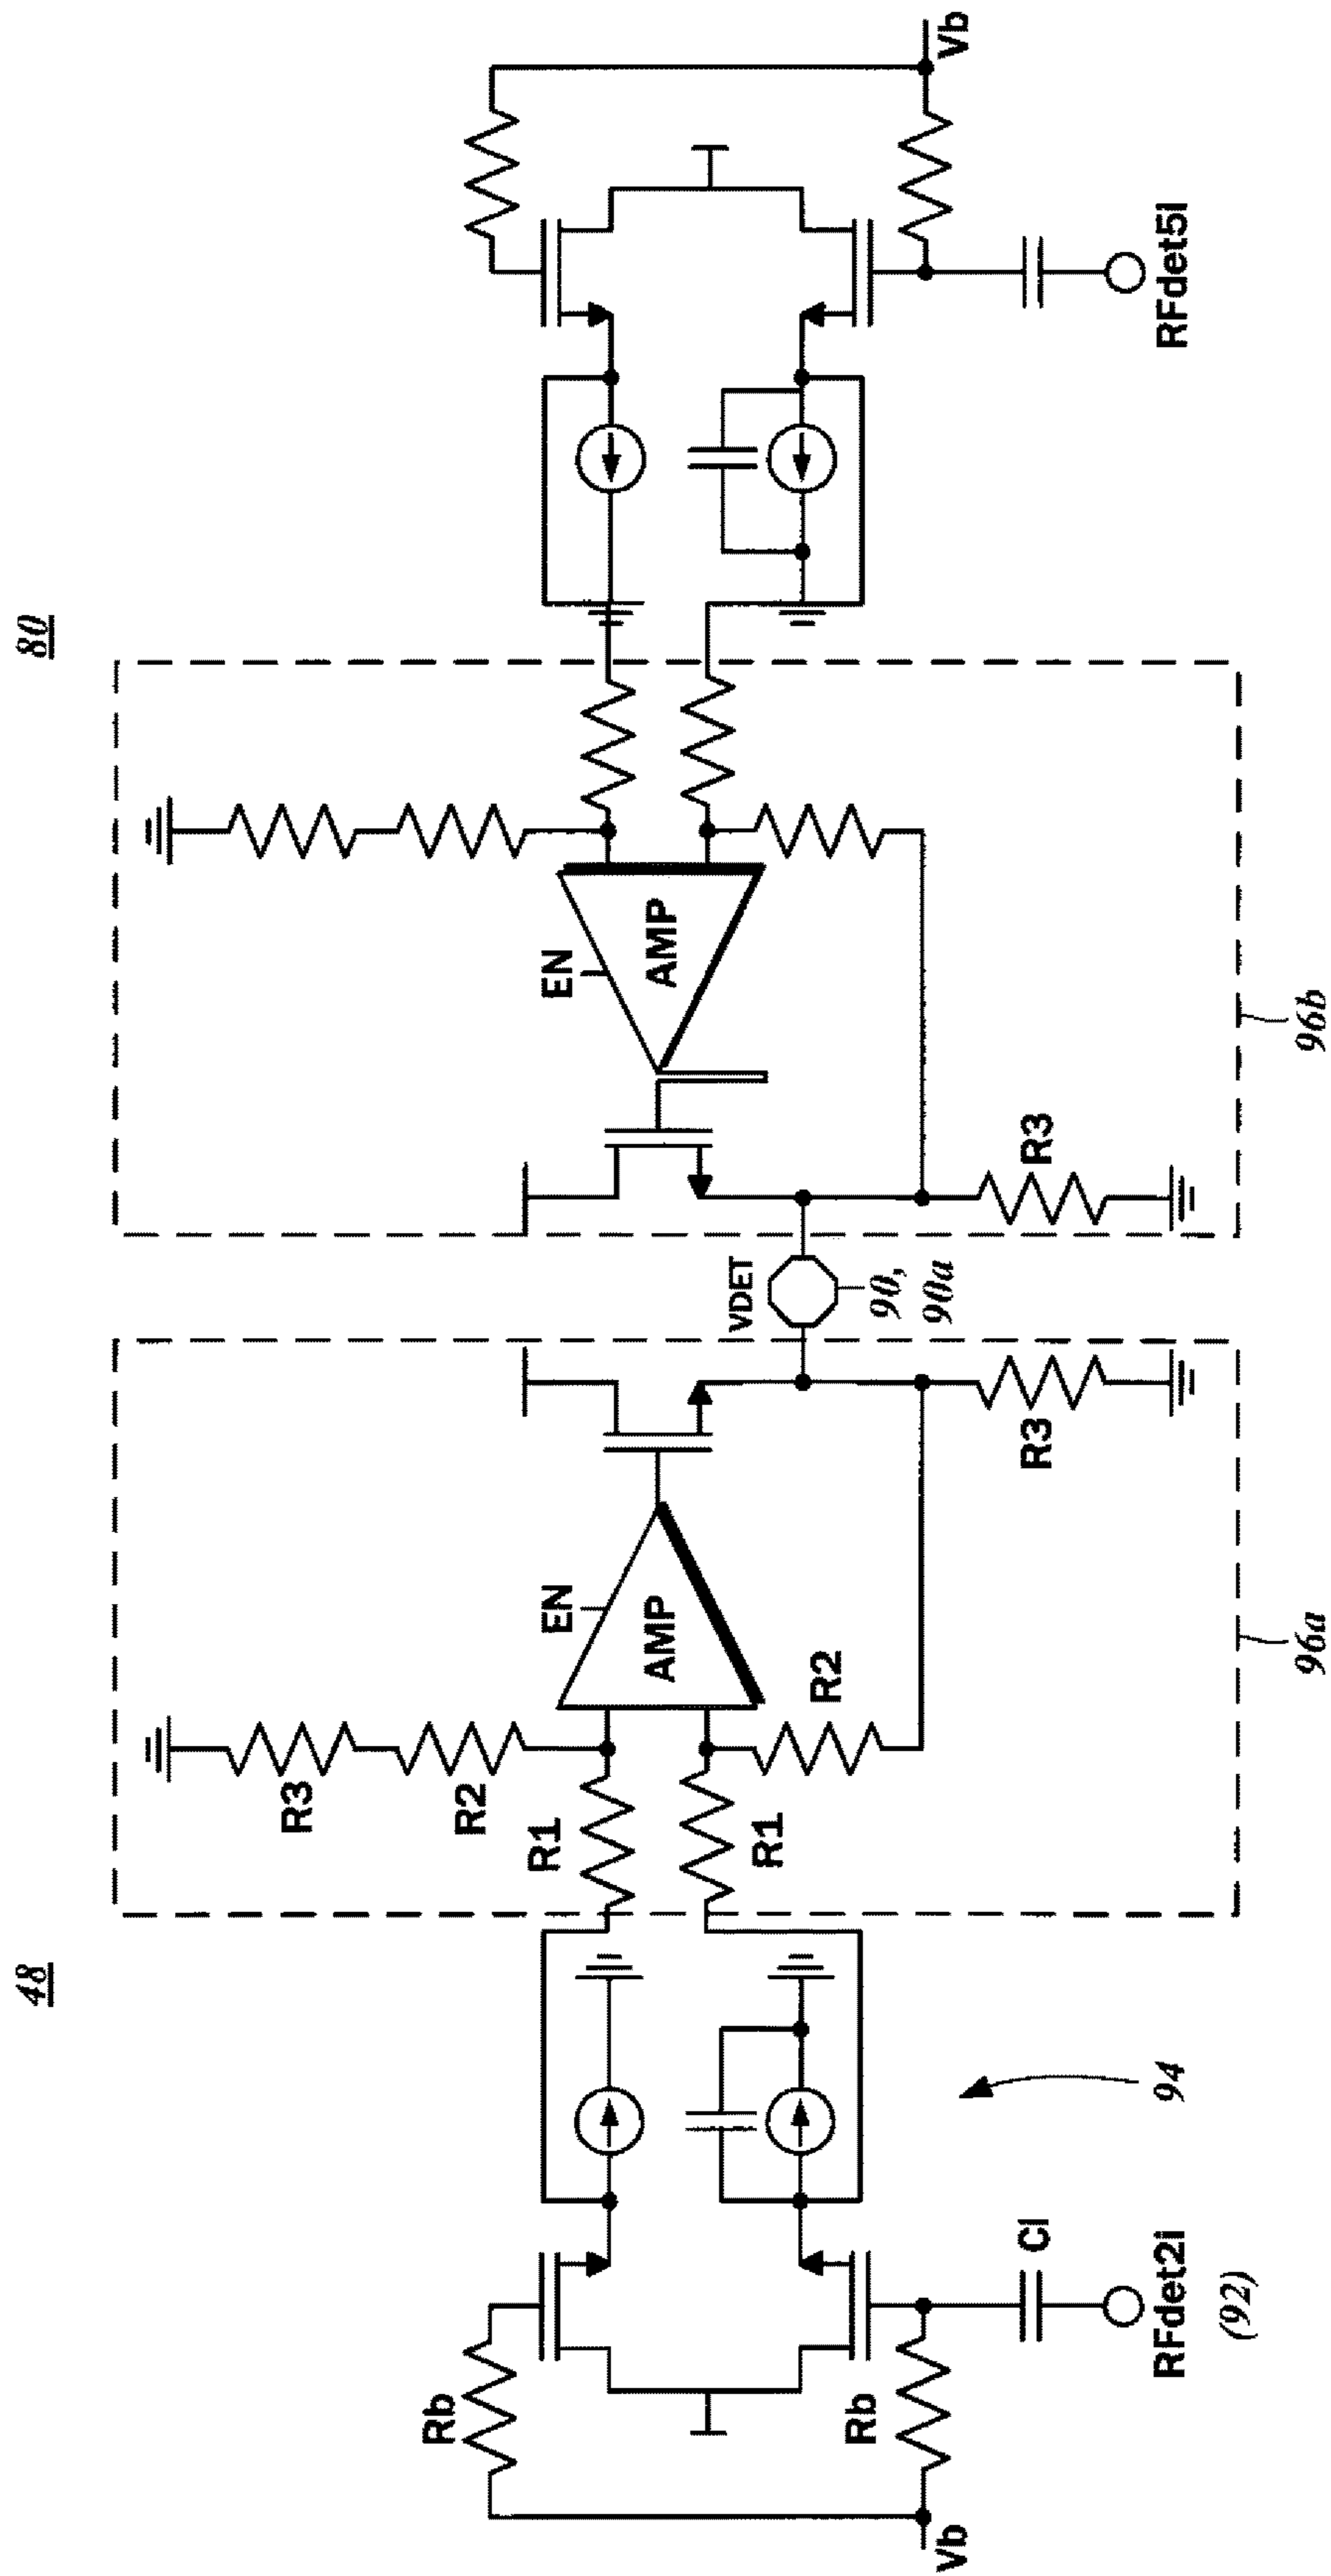 48
80
Vb
Rb
Rb
CI
RFdet2i
(92)
94
R3
R2
R1
R1
R2
EN
AMP
R3
96a
VDET
90,
90a
EN
AMP
R3
96b
RFdet5i
Vb